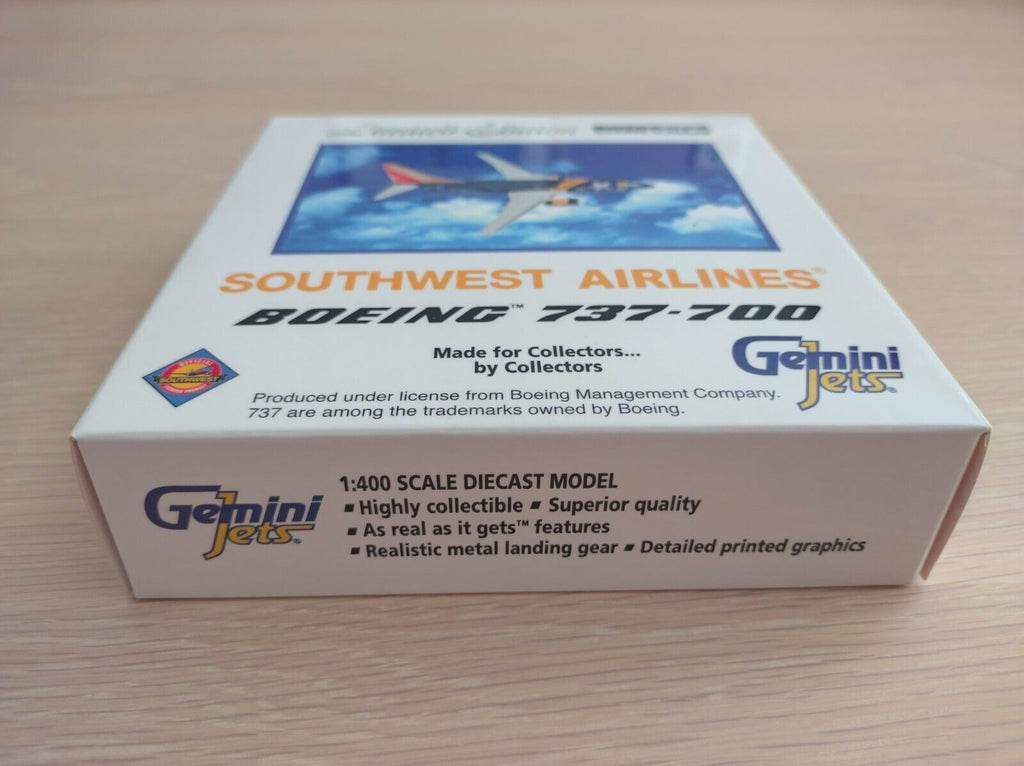 SOUTHWEST AIRLINES®
BOEING™ 737-700
Made for Collectors...
by Collectors
Gemini
Jets®
SOUTHWEST
Produced under license from Boeing Management Company.
737 are among the trademarks owned by Boeing.
Gemini
Jets®
1:400 SCALE DIECAST MODEL
▪ Highly collectible ▪ Superior quality
▪ As real as it gets™ features
▪ Realistic metal landing gear ▪ Detailed printed graphics